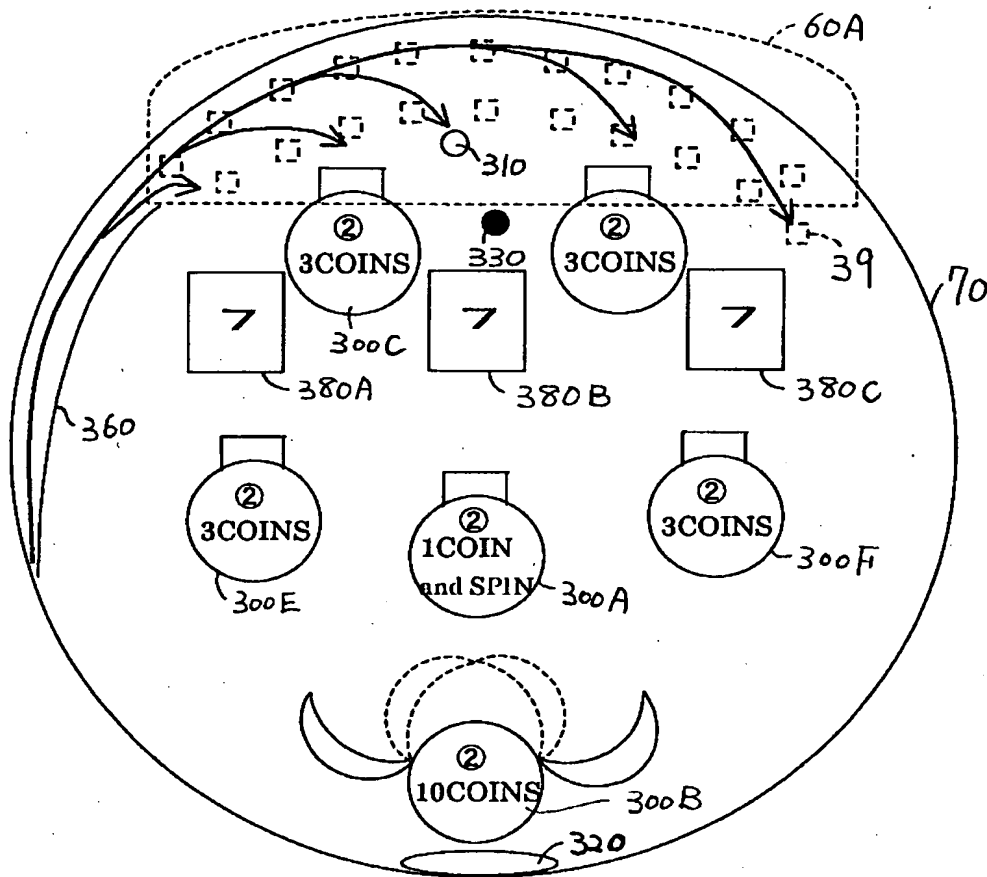 60A
310
②
3COINS
330
②
3COINS
39
70
7
7
7
300C
380A
380B
380C
360
②
3COINS
②
1COIN
and SPIN
②
3COINS
300E
300A
300F
②
10COINS
300B
320